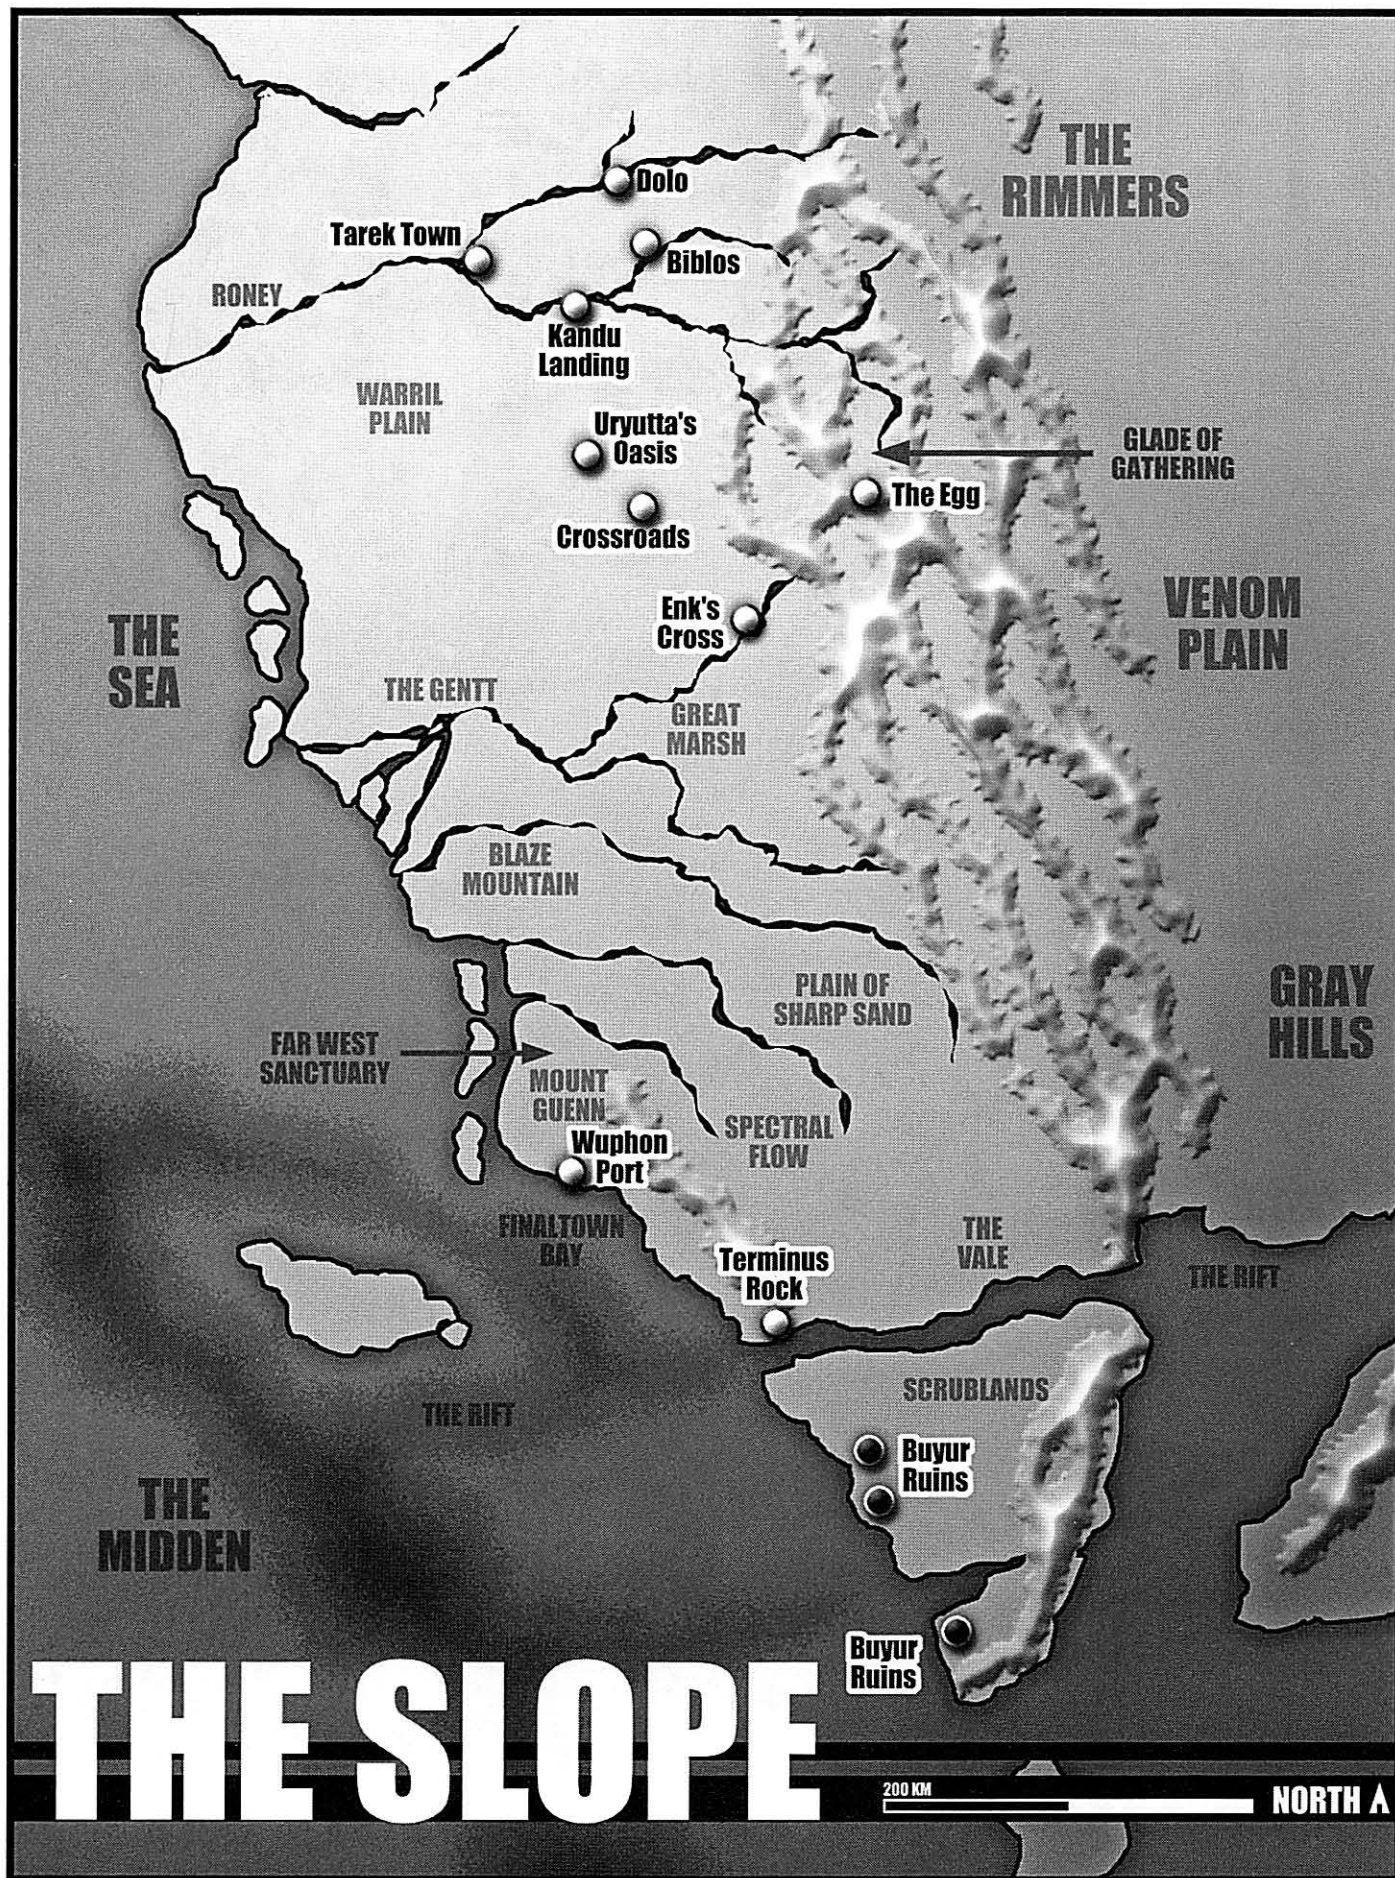 THE
RIMMERS
Dolo
Tarek Town
Biblos
RONEY
Kandu
Landing
WARRIL
PLAIN
Uryutta's
Oasis
GLADE OF
GATHERING
The Egg
Crossroads
THE
SEA
Enk's
Cross
VENOM
PLAIN
THE GENTT
GREAT
MARSH
BLAZE
MOUNTAIN
PLAIN OF
SHARP SAND
GRAY
HILLS
FAR WEST
SANCTUARY
MOUNT
GUENN
SPECTRAL
FLOW
Wuphon
Port
FINALTOWN
BAY
THE
VALE
Terminus
Rock
THE RIFT
SCRUBLANDS
THE RIFT
Buyur
Ruins
THE
MIDDEN
Buyur
Ruins
THE SLOPE
200 KM
NORTH